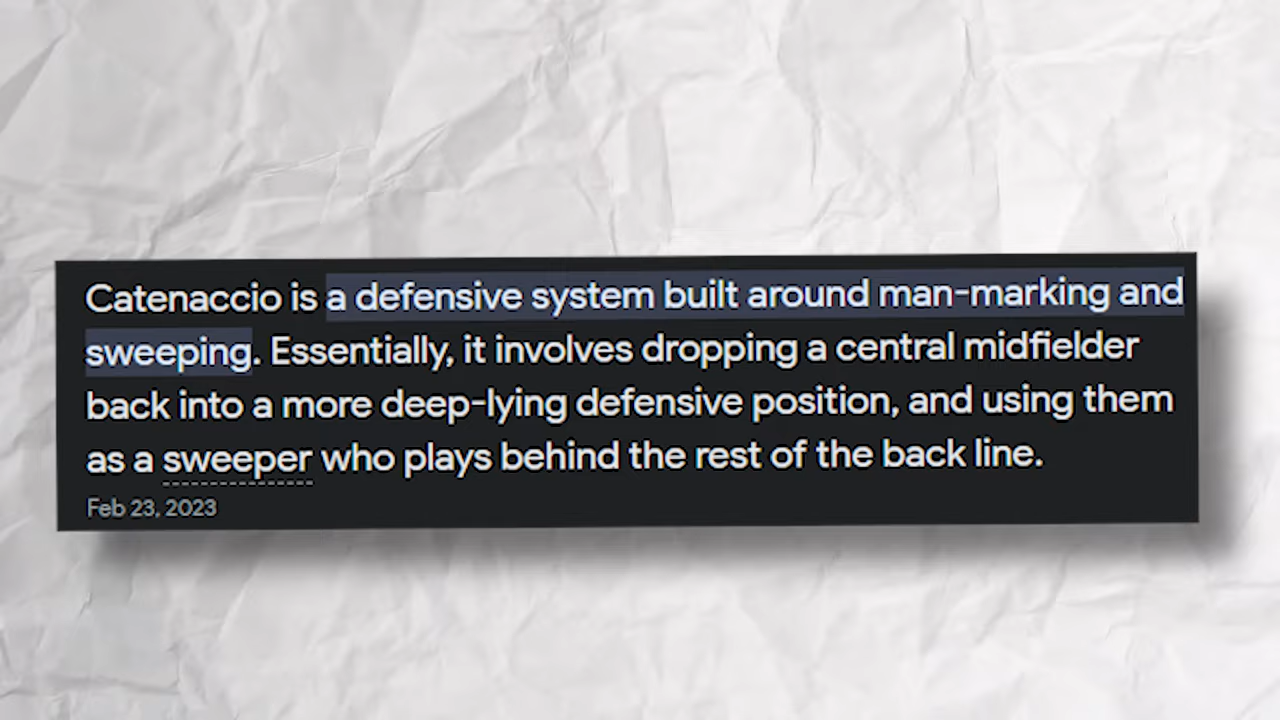 Catenaccio is a defensive system built around man-marking and
sweeping. Essentially, it involves dropping a central midfielder
back into a more deep-lying defensive position, and using them
as a sweeper who plays behind the rest of the back line.
Feb 23, 2023